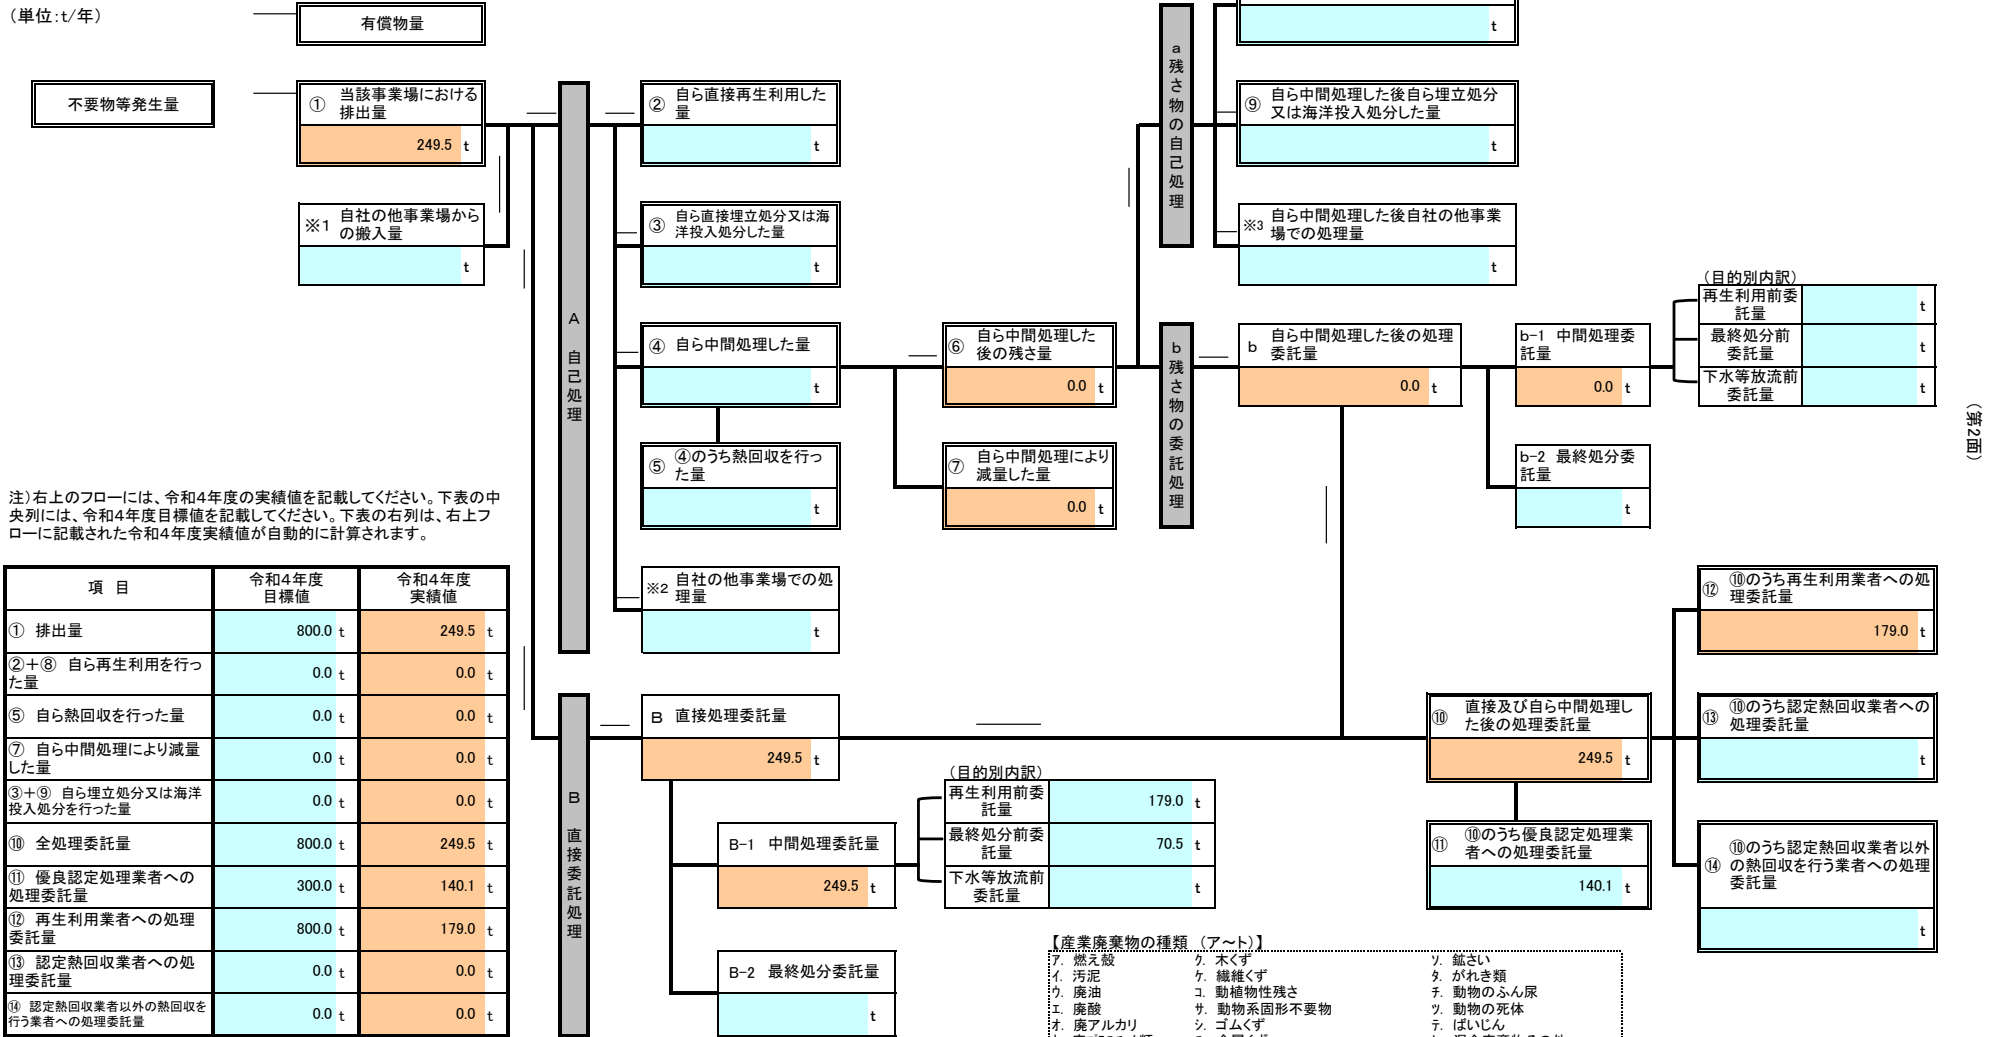 （単位：t/年）
有償物量
t
不要物等発生量
① 当該事業場における
排出量
249.5 t
※1 自社の他事業場から
の搬入量
t
A 自己処理
② 自ら直接再生利用した
量
t
③ 自ら直接埋立処分又は海
洋投入処分した量
t
④ 自ら中間処理した量
t
⑤ ④のうち熱回収を行っ
た量
t
※2 自社の他事業場での処
理量
t
⑥ 自ら中間処理した
後の残さ量
0.0 t
⑦ 自ら中間処理により
減量した量
0.0 t
a 残さ物の自己処理
⑨ 自ら中間処理した後自ら埋立処分
又は海洋投入処分した量
t
※3 自ら中間処理した後自社の他事業
場での処理量
t
b 残さ物の委託処理
b 自ら中間処理した後の処理
委託量
0.0 t
b-1 中間処理委
託量
0.0 t
b-2 最終処分委
託量
t
（目的別内訳）
再生利用前委
託量
t
最終処分前
委託量
t
下水等放流前
委託量
t
（第2面）
注）右上のフローには、令和４年度の実績値を記載してください。下表の中
央列には、令和４年度目標値を記載してください。下表の右列は、右上フ
ローに記載された令和４年度実績値が自動的に計算されます。
項 目 令和４年度
目標値 令和４年度
実績値
① 排出量 800.0 t 249.5 t
②＋⑧ 自ら再生利用を行っ
た量 0.0 t 0.0 t
⑤ 自ら熱回収を行った量 0.0 t 0.0 t
⑦ 自ら中間処理により減量
した量 0.0 t 0.0 t
③＋⑨ 自ら埋立処分又は海洋
投入処分を行った量 0.0 t 0.0 t
⑩ 全処理委託量 800.0 t 249.5 t
⑪ 優良認定処理業者への
処理委託量 300.0 t 140.1 t
⑫ 再生利用業者への処理
委託量 800.0 t 179.0 t
⑬ 認定熱回収業者への処
理委託量 0.0 t 0.0 t
⑭ 認定熱回収業者以外の熱回収を
行う業者への処理委託量 0.0 t 0.0 t
B 直接委託処理
B 直接処理委託量
249.5 t
B-1 中間処理委託量
249.5 t
B-2 最終処分委託量
t
（目的別内訳）
再生利用前委
託量
179.0 t
最終処分前委
託量
70.5 t
下水等放流前
委託量
t
⑩ 直接及び自ら中間処理し
た後の処理委託量
249.5 t
⑪ ⑩のうち優良認定処理業
者への処理委託量
140.1 t
⑫ ⑩のうち再生利用業者への処
理委託量
179.0 t
⑬ ⑩のうち認定熱回収業者への
処理委託量
t
⑭ ⑩のうち認定熱回収業者以外
の熱回収を行う業者への処理
委託量
t
【産業廃棄物の種類 （ア～ト）】
ア. 燃え殻 ク. 木くず ソ. 鉱さい
イ. 汚泥 ケ. 繊維くず タ. がれき類
ウ. 廃油 コ. 動植物性残さ チ. 動物のふん尿
エ. 廃酸 サ. 動物系固形不要物 ツ. 動物の死体
オ. 廃アルカリ シ. ゴムくず テ. ばいじん